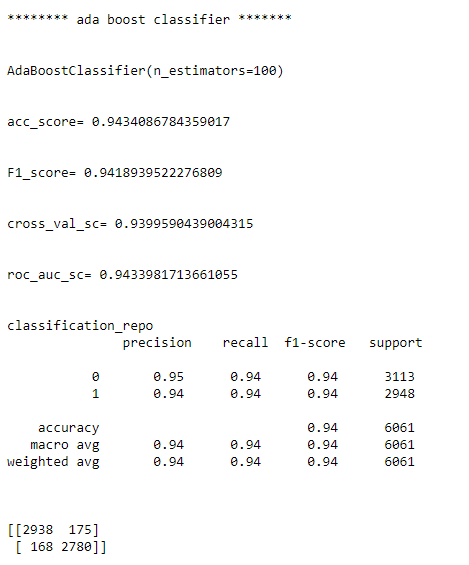 ******** ada boost classifier *******
AdaBoostClassifier(n_estimators=100)
acc_score= 0.9434086784359017
F1_score= 0.9418939522276809
cross_val_sc= 0.9399590439004315
roc_auc_sc= 0.9433981713661055
classification_repo
precision recall f1-score support
0 0.95 0.94 0.94 3113
1 0.94 0.94 0.94 2948
accuracy 0.94 6061
macro avg 0.94 0.94 0.94 6061
weighted avg 0.94 0.94 0.94 6061
[[2938 175]
[ 168 2780]]